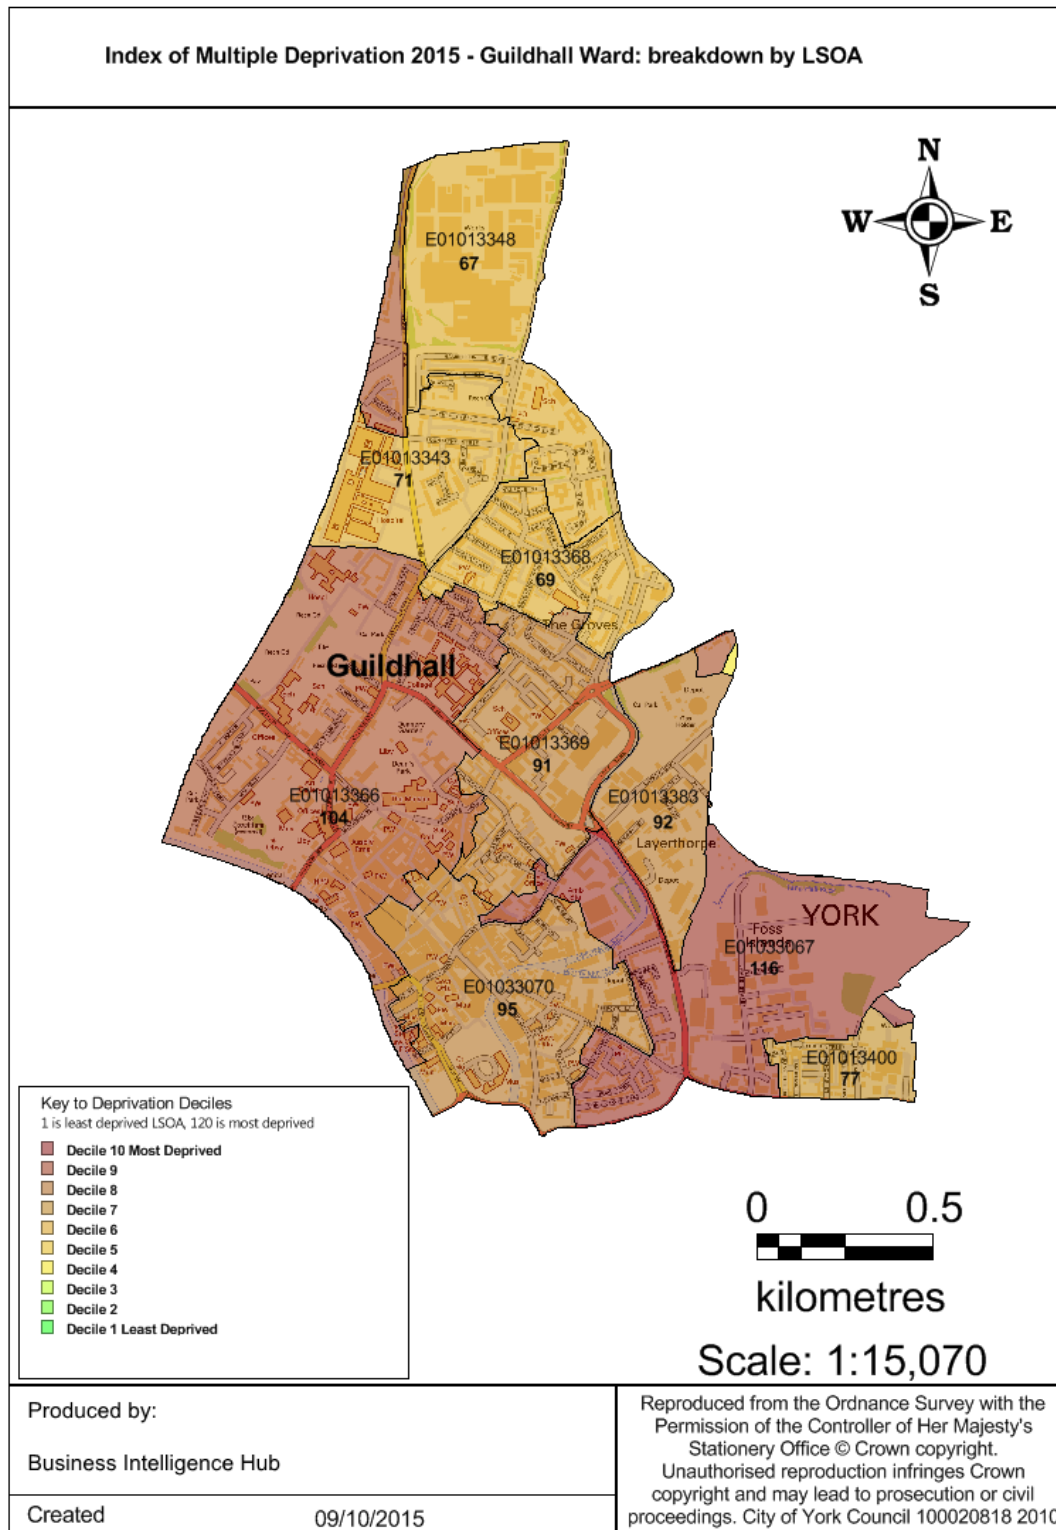 Index of Multiple Deprivation 2015 - Guildhall Ward: breakdown by LSOA
N
W E
S
E01013348
67
E01013343
71
E01013368
69
The Groves
Guildhall
E01013369
91
E01013366
104
E01013383
92
Layerthorpe
YORK
Foss
Islands
E01033067
116
E01033070
95
E01013400
77
Key to Deprivation Deciles
1 is least deprived LSOA, 120 is most deprived
Decile 10 Most Deprived
Decile 9
Decile 8
Decile 7
Decile 6
Decile 5
Decile 4
Decile 3
Decile 2
Decile 1 Least Deprived
0 0.5
kilometres
Scale: 1:15,070
Produced by:
Business Intelligence Hub
Created 09/10/2015
Reproduced from the Ordnance Survey with the
Permission of the Controller of Her Majesty's
Stationery Office © Crown copyright.
Unauthorised reproduction infringes Crown
copyright and may lead to prosecution or civil
proceedings. City of York Council 100020818 2010